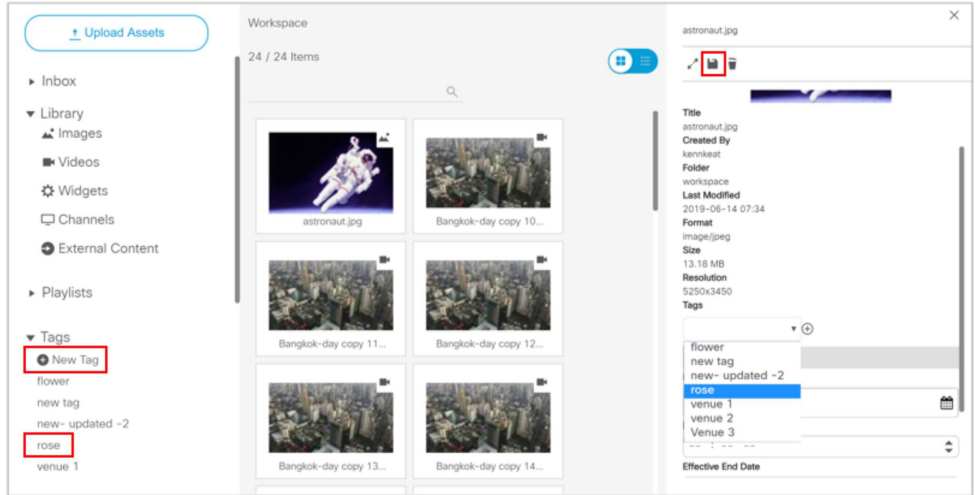 Upload Assets
Inbox
Library
Images
Videos
Widgets
Channels
External Content
Playlists
Tags
New Tag
flower
new tag
new- updated -2
rose
venue 1
Workspace
24 / 24 Items
astronaut.jpg
Bangkok-day copy 10...
Bangkok-day copy 11...
Bangkok-day copy 12...
Bangkok-day copy 13...
Bangkok-day copy 14...
astronaut.jpg
Title
astronaut.jpg
Created By
kennkeat
Folder
workspace
Last Modified
2019-06-14 07:34
Format
image/jpeg
Size
13.18 MB
Resolution
5250x3450
Tags
flower
new tag
new- updated -2
rose
venue 1
venue 2
Venue 3
Effective End Date